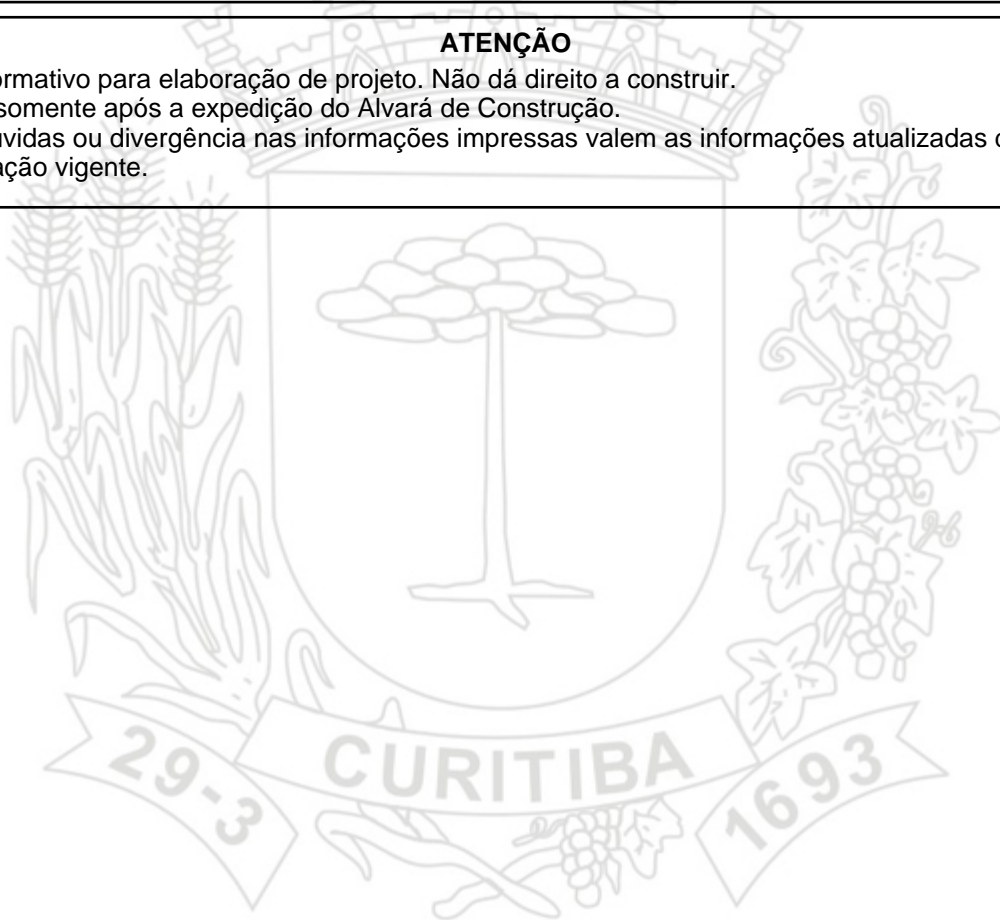 ATENÇÃO
ormativo para elaboração de projeto. Não dá direito a construir.
somente após a expedição do Alvará de Construção.
vidas ou divergência nas informações impressas valem as informações atualizadas
ação vigente.
29-3
CURITIBA
1693